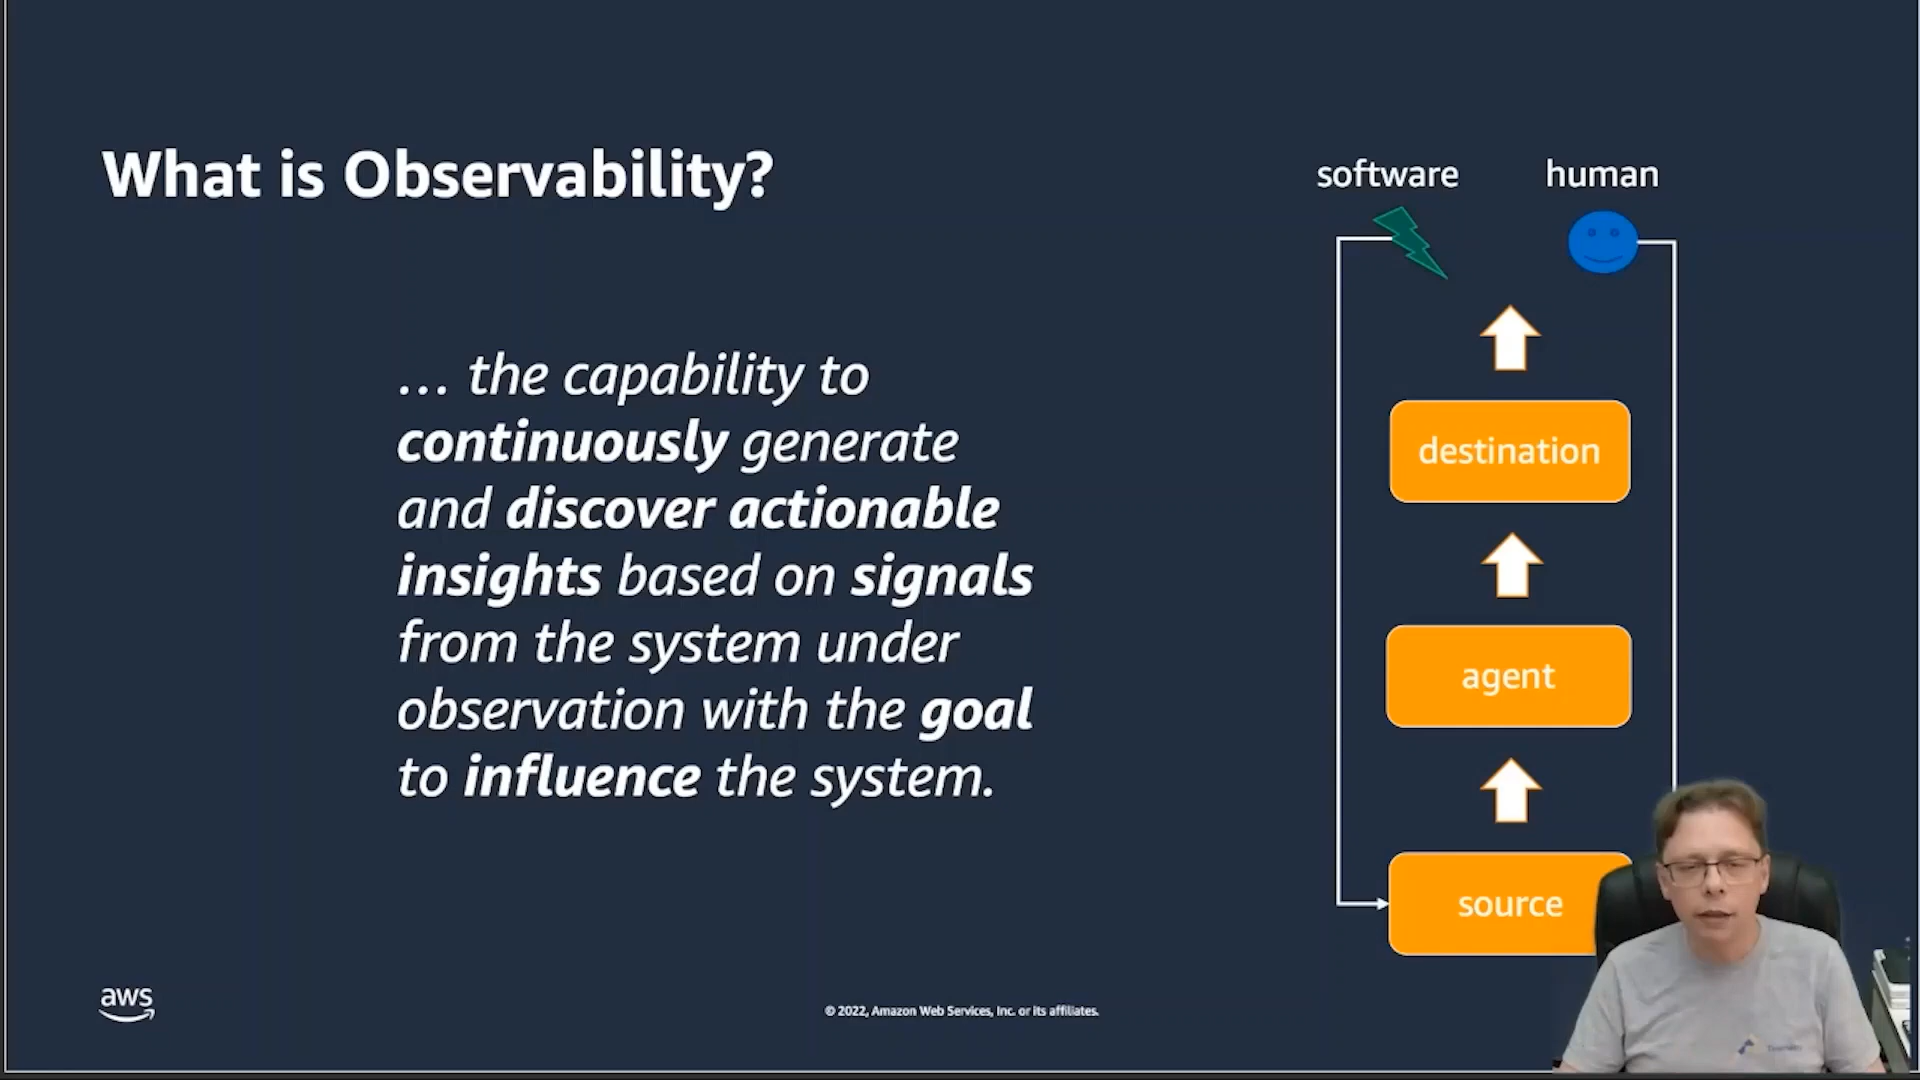 What is Observability?
… the capability to
continuously generate
and discover actionable
insights based on signals
from the system under
observation with the goal
to influence the system.
software
human
destination
agent
source
aws
© 2022, Amazon Web Services, Inc. or its affiliates.